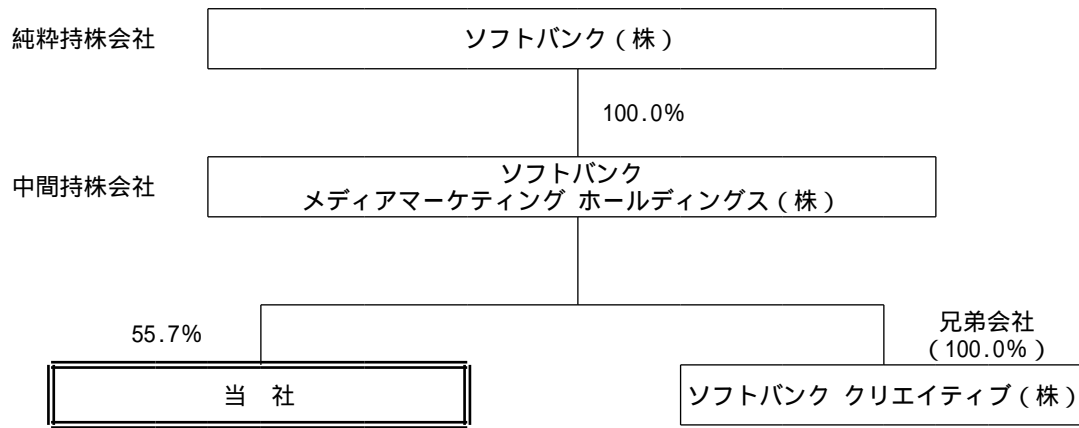 純粋持株会社
ソフトバンク（株）
100.0%
中間持株会社
ソフトバンク
メディアマーケティング ホールディングス（株）
55.7%
兄弟会社
（100.0%）
当　社
ソフトバンク クリエイティブ（株）